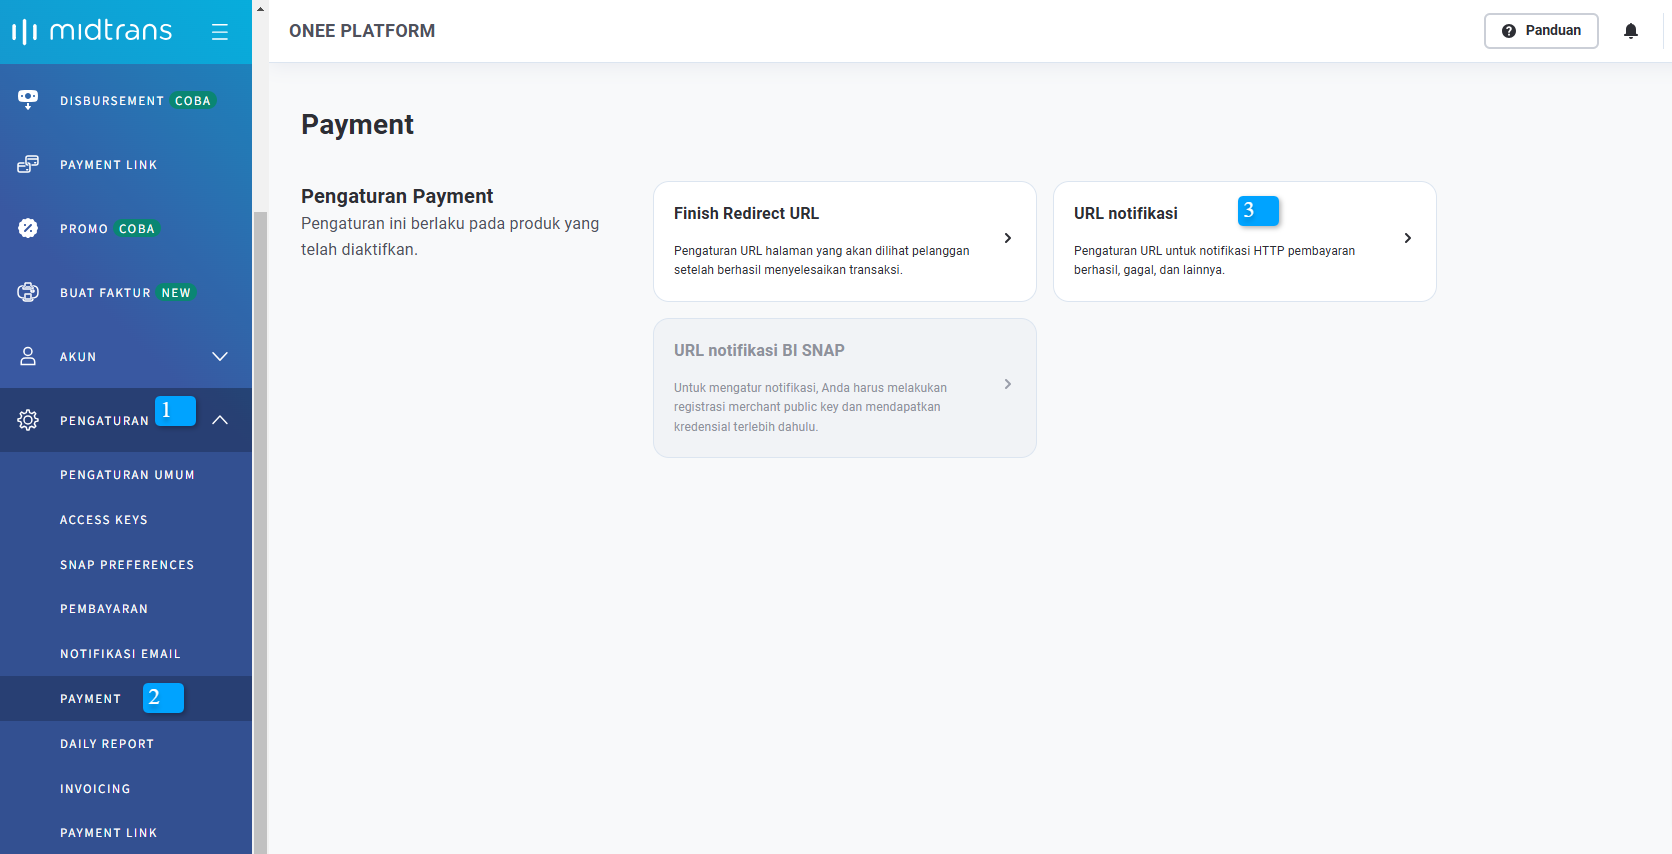 midtrans
DISBURSEMENT COBA
PAYMENT LINK
PROMO COBA
BUAT FAKTUR NEW
AKUN
PENGATURAN 1
PENGATURAN UMUM
ACCESS KEYS
SNAP PREFERENCES
PEMBAYARAN
NOTIFIKASI EMAIL
PAYMENT 2
DAILY REPORT
INVOICING
PAYMENT LINK
ONEE PLATFORM
Panduan
Payment
Pengaturan Payment
Pengaturan ini berlaku pada produk yang
telah diaktifkan.
Finish Redirect URL
Pengaturan URL halaman yang akan dilihat pelanggan
setelah berhasil menyelesaikan transaksi.
URL notifikasi 3
Pengaturan URL untuk notifikasi HTTP pembayaran
berhasil, gagal, dan lainnya.
URL notifikasi BI SNAP
Untuk mengatur notifikasi, Anda harus melakukan
registrasi merchant public key dan mendapatkan
kredensial terlebih dahulu.